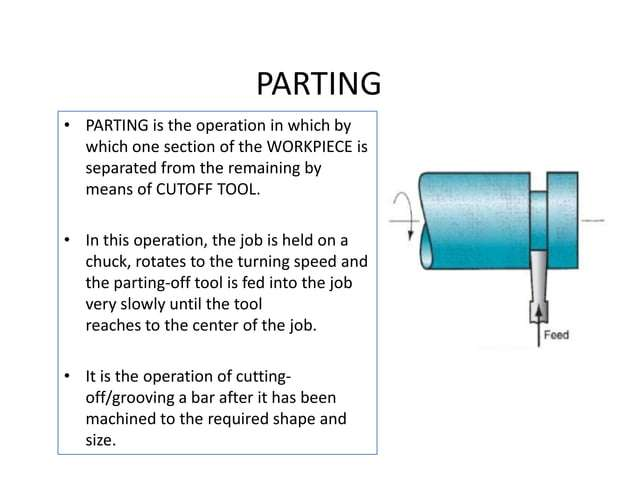 PARTING
• PARTING is the operation in which by
which one section of the WORKPIECE is
separated from the remaining by
means of CUTOFF TOOL.
• In this operation, the job is held on a
chuck, rotates to the turning speed and
the parting-off tool is fed into the job
very slowly until the tool
reaches to the center of the job.
• It is the operation of cutting-
off/grooving a bar after it has been
machined to the required shape and
size.
Feed